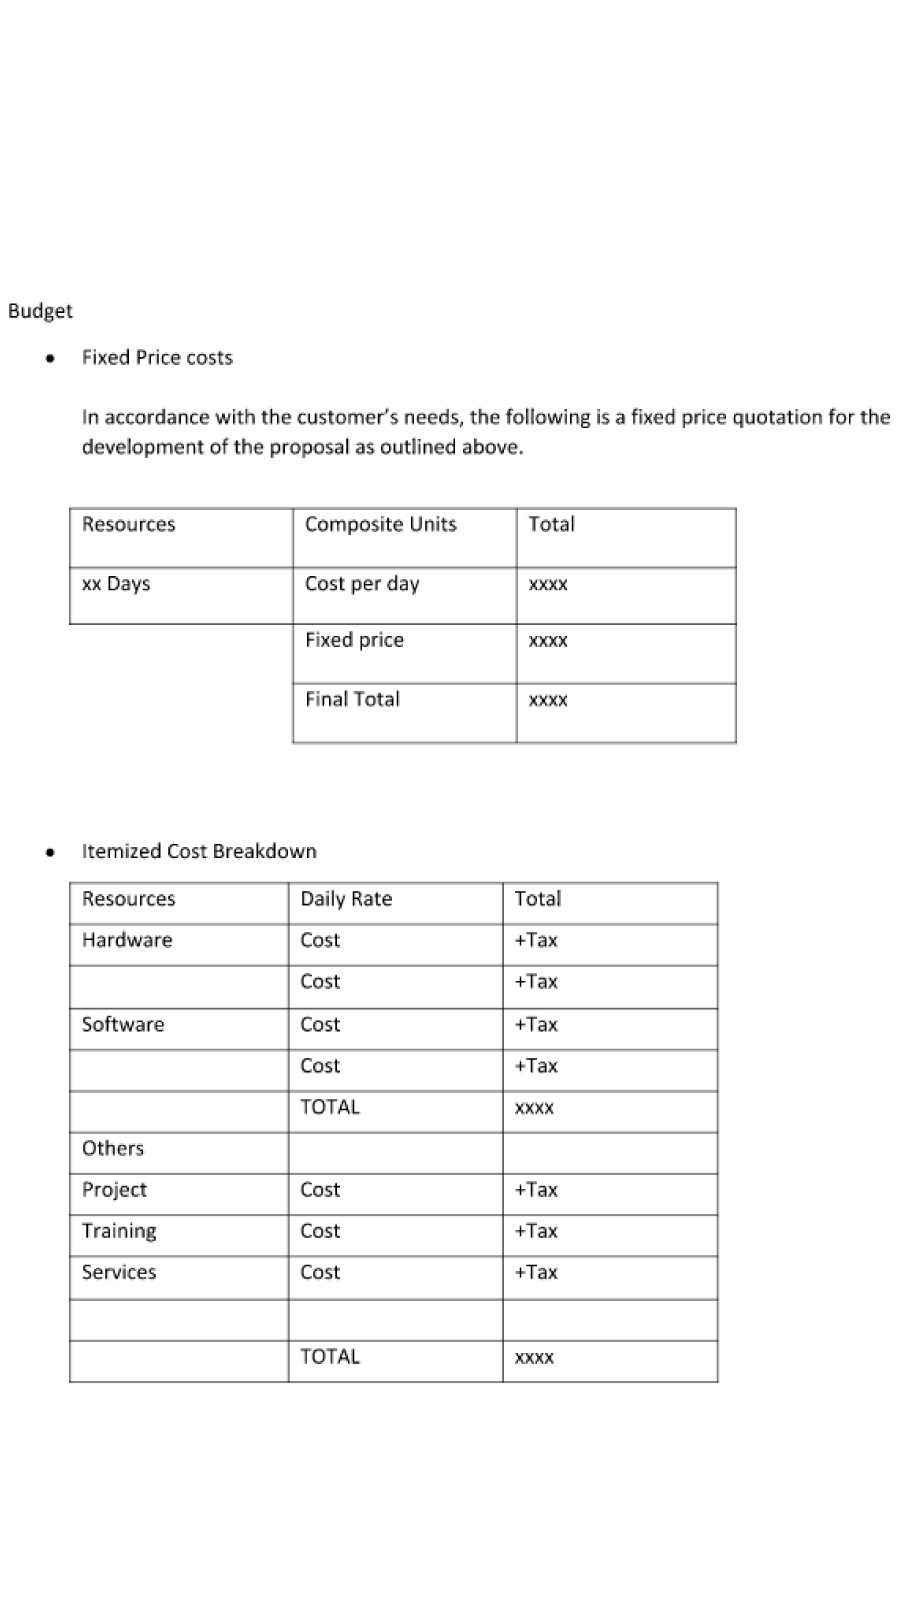 Budget
• Fixed Price costs
In accordance with the customer's needs, the following is a fixed price quotation for the
development of the proposal as outlined above.
Resources Composite Units Total
xx Days Cost per day xxxx
Fixed price xxxx
Final Total xxxx
• Itemized Cost Breakdown
Resources Daily Rate Total
Hardware Cost +Tax
Cost +Tax
Software Cost +Tax
Cost +Tax
TOTAL xxxx
Others
Project Cost +Tax
Training Cost +Tax
Services Cost +Tax
TOTAL xxxx